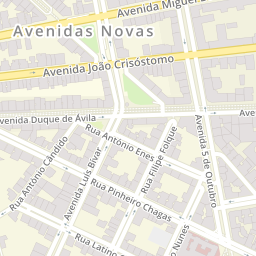 Avenida Miguel B
Avenidas Novas
Avenida João Crisóstomo
Avenida Duque de Ávila
Ave
Rua António Enes
Rua Filipe Folque
Avenida 5 de Outubro
Rua António Cândido
Avenida Luís Bívar
Rua Pinheiro Chagas
Rua Latino
Nunes